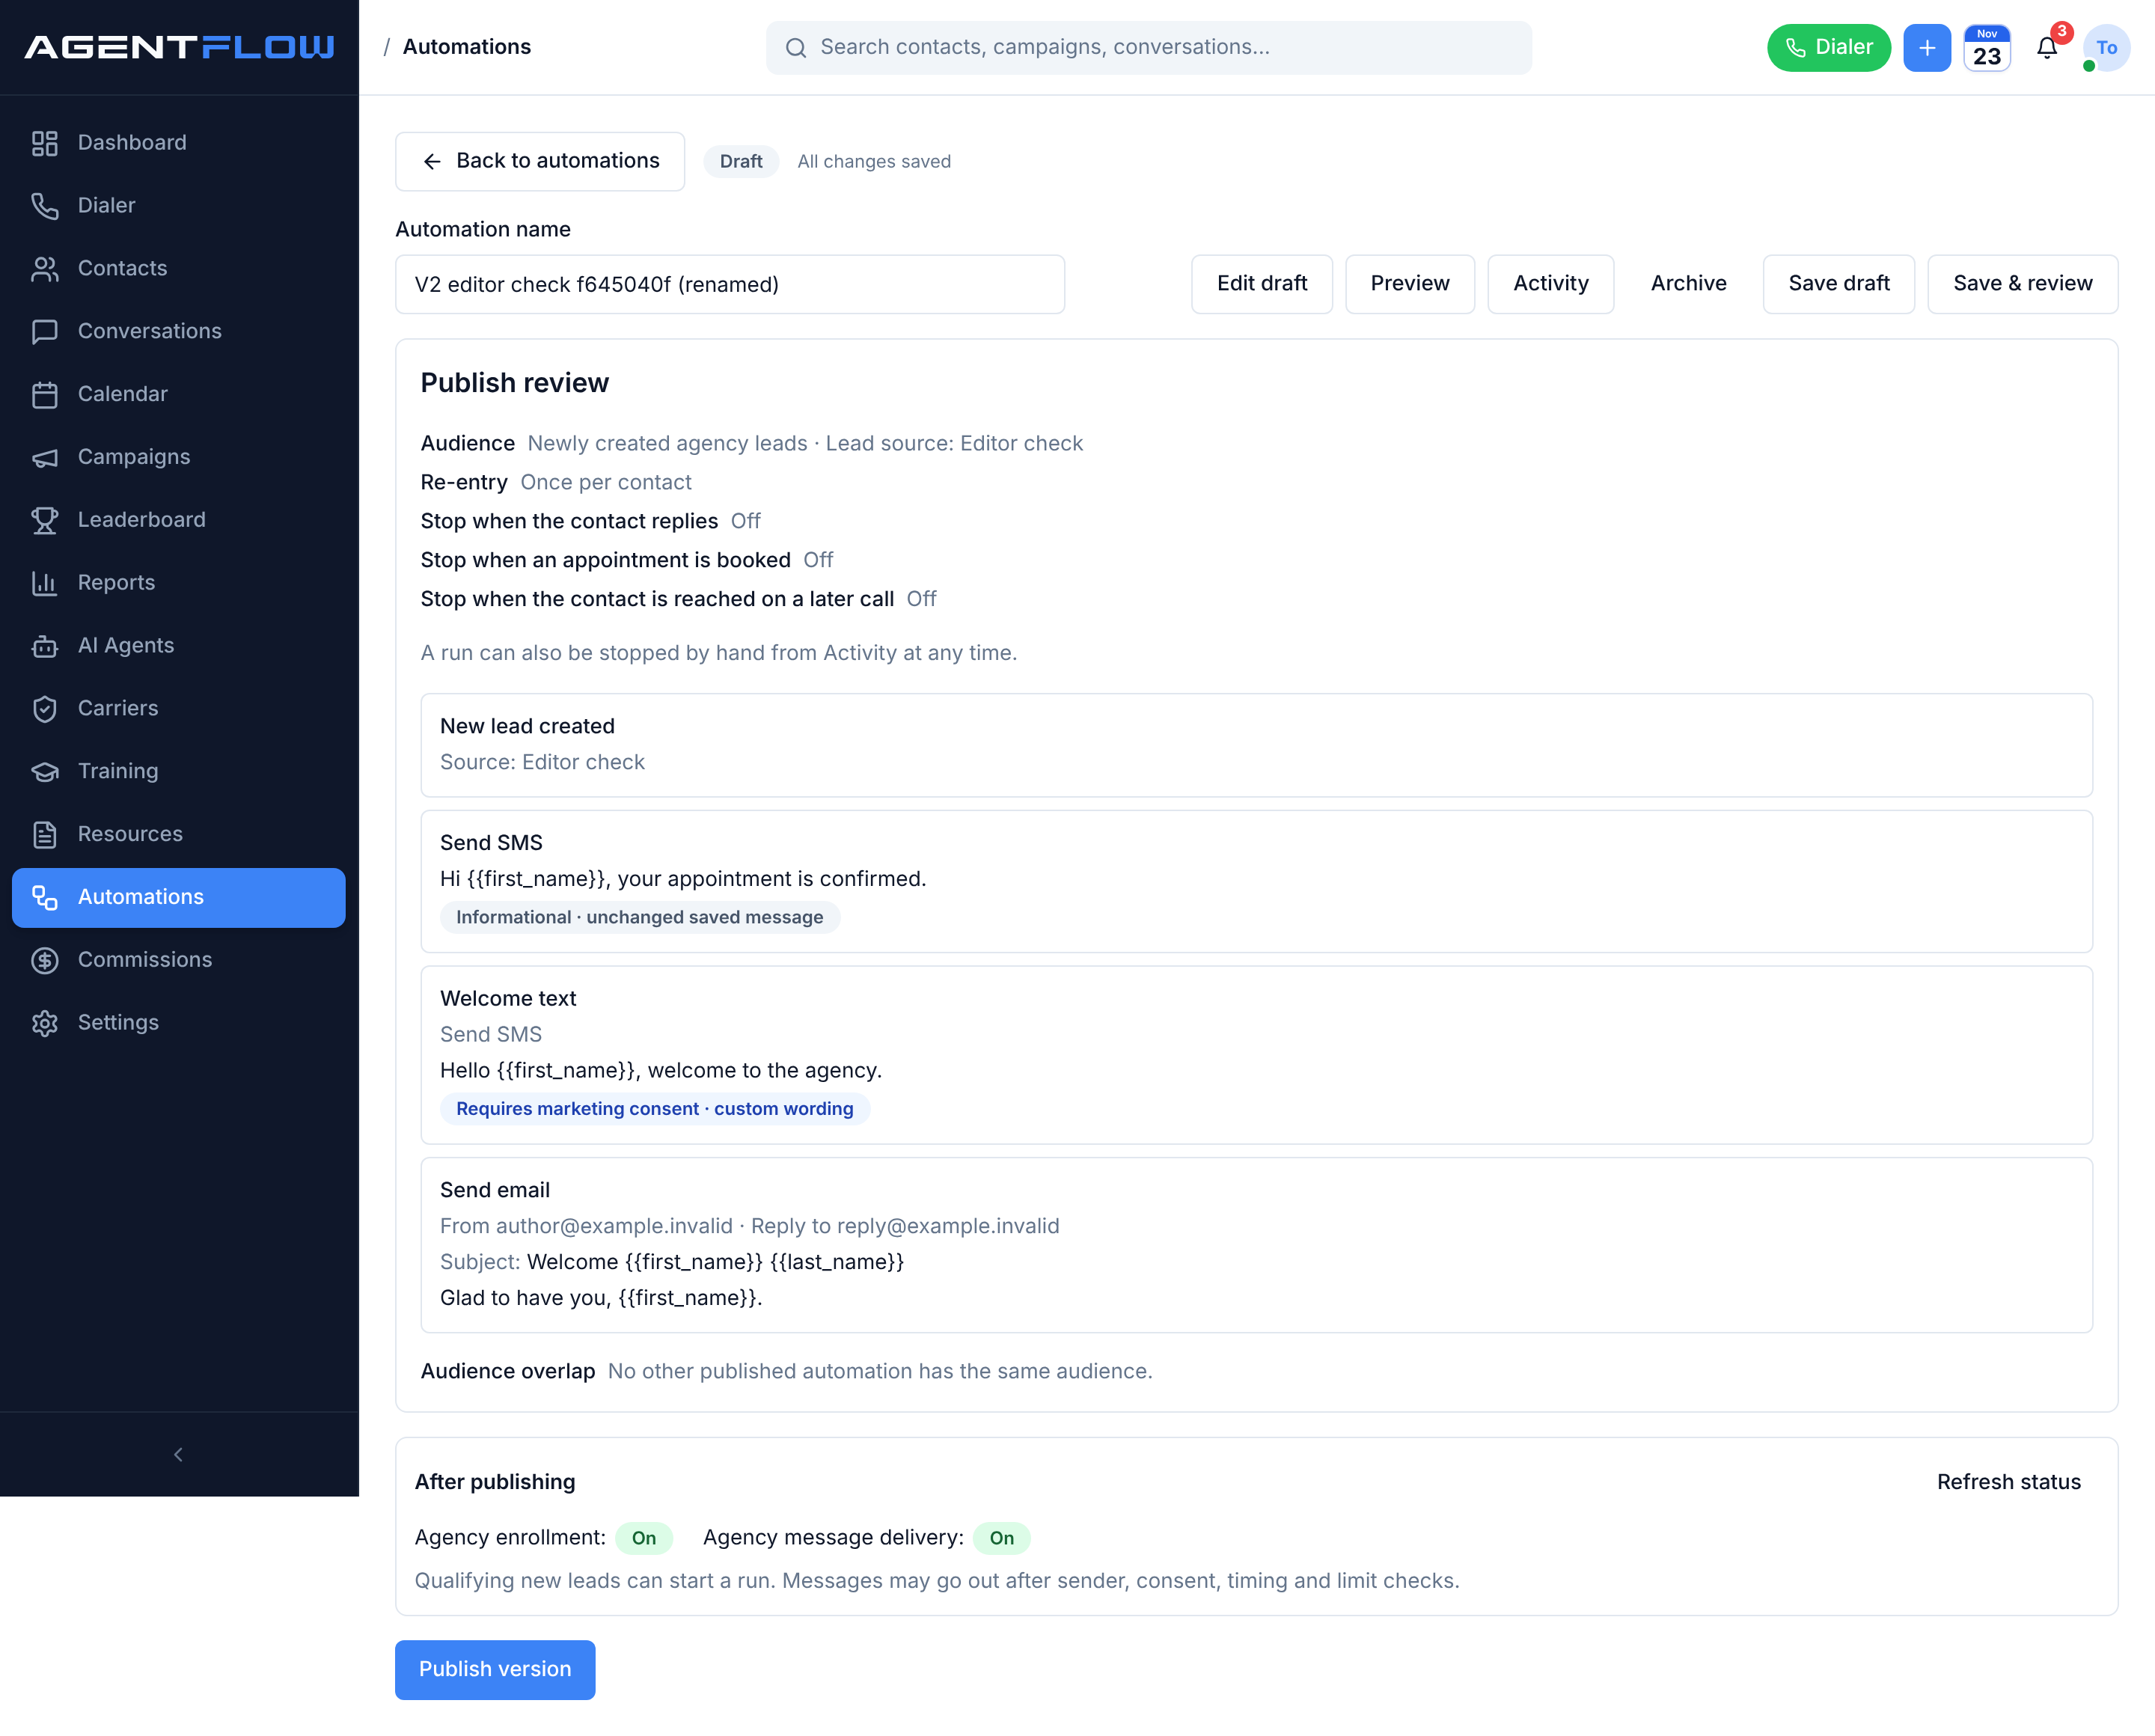 AGENTFLOW
/ Automations
Search contacts, campaigns, conversations...
Dialer
Nov
23
3
To
Dashboard
Dialer
Contacts
Conversations
Calendar
Campaigns
Leaderboard
Reports
AI Agents
Carriers
Training
Resources
Automations
Commissions
Settings
Back to automations
Draft
All changes saved
Automation name
V2 editor check f645040f (renamed)
Edit draft
Preview
Activity
Archive
Save draft
Save & review
Publish review
Audience Newly created agency leads · Lead source: Editor check
Re-entry Once per contact
Stop when the contact replies Off
Stop when an appointment is booked Off
Stop when the contact is reached on a later call Off
A run can also be stopped by hand from Activity at any time.
New lead created
Source: Editor check
Send SMS
Hi {{first_name}}, your appointment is confirmed.
Informational · unchanged saved message
Welcome text
Send SMS
Hello {{first_name}}, welcome to the agency.
Requires marketing consent · custom wording
Send email
From author@example.invalid · Reply to reply@example.invalid
Subject: Welcome {{first_name}} {{last_name}}
Glad to have you, {{first_name}}.
Audience overlap No other published automation has the same audience.
After publishing
Refresh status
Agency enrollment: On Agency message delivery: On
Qualifying new leads can start a run. Messages may go out after sender, consent, timing and limit checks.
Publish version